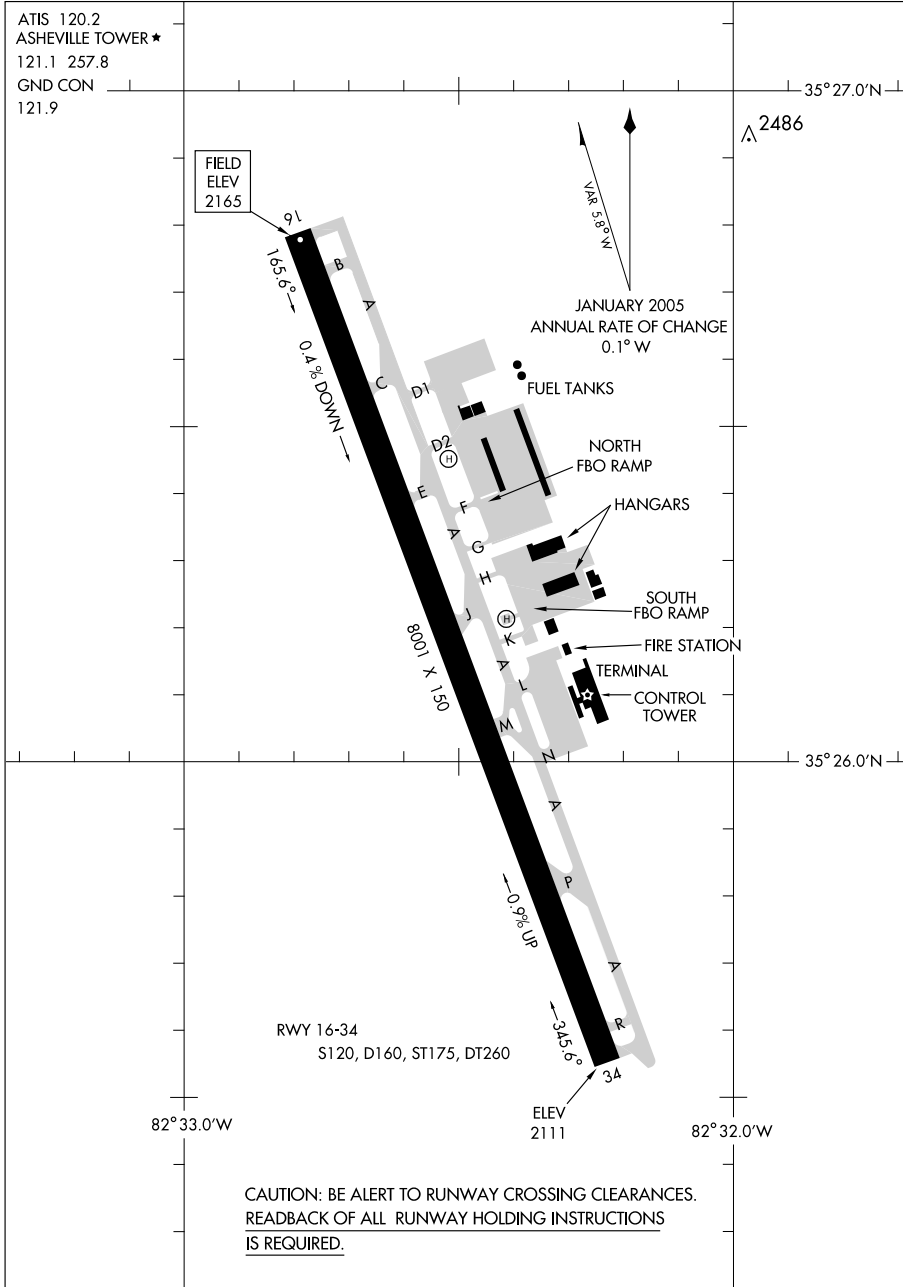 ATIS 120.2
ASHEVILLE TOWER★
121.1 257.8
GND CON
121.9
35° 27.0'N
2486
FIELD
ELEV
2165
VAR 5.8° W
16
165.6°
B
A
JANUARY 2005
ANNUAL RATE OF CHANGE
0.1° W
0.4% DOWN
C
D1
FUEL TANKS
D2
H
NORTH
FBO RAMP
E
F
HANGARS
A
G
H
SOUTH
FBO RAMP
J
H
8001 X 150
K
FIRE STATION
A
TERMINAL
L
CONTROL
TOWER
M
N
35° 26.0'N
A
P
0.9% UP
A
RWY 16-34
S120, D160, ST175, DT260
R
345.6°
34
ELEV
2111
82° 33.0'W
82° 32.0'W
CAUTION: BE ALERT TO RUNWAY CROSSING CLEARANCES.
READBACK OF ALL RUNWAY HOLDING INSTRUCTIONS
IS REQUIRED.